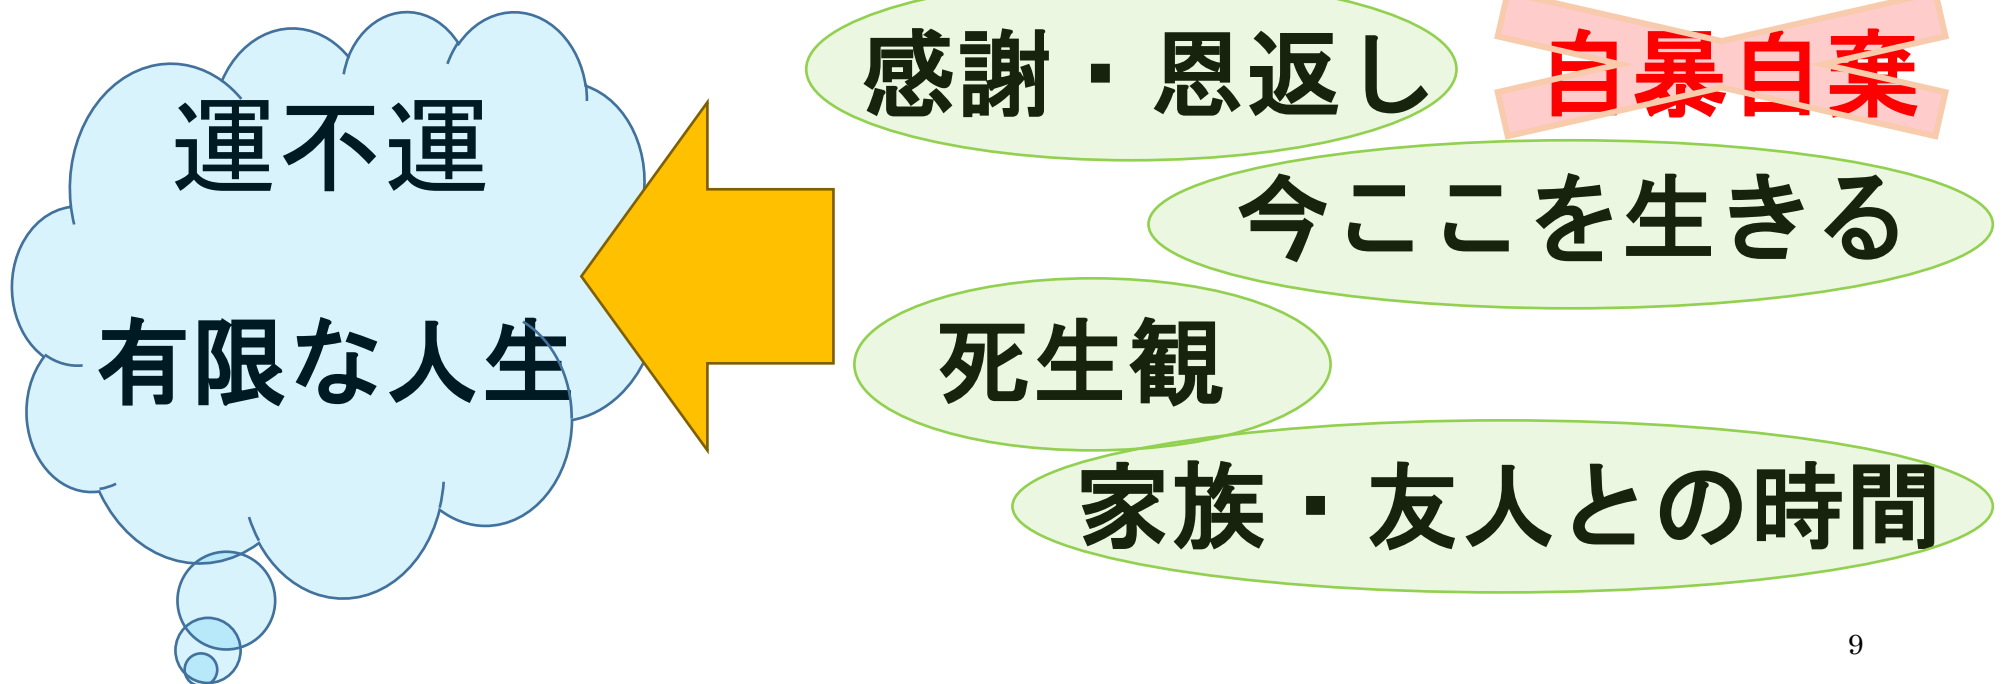 運不運
有限な人生
感謝・恩返し
自暴自棄
今ここを生きる
死生観
家族・友人との時間
9